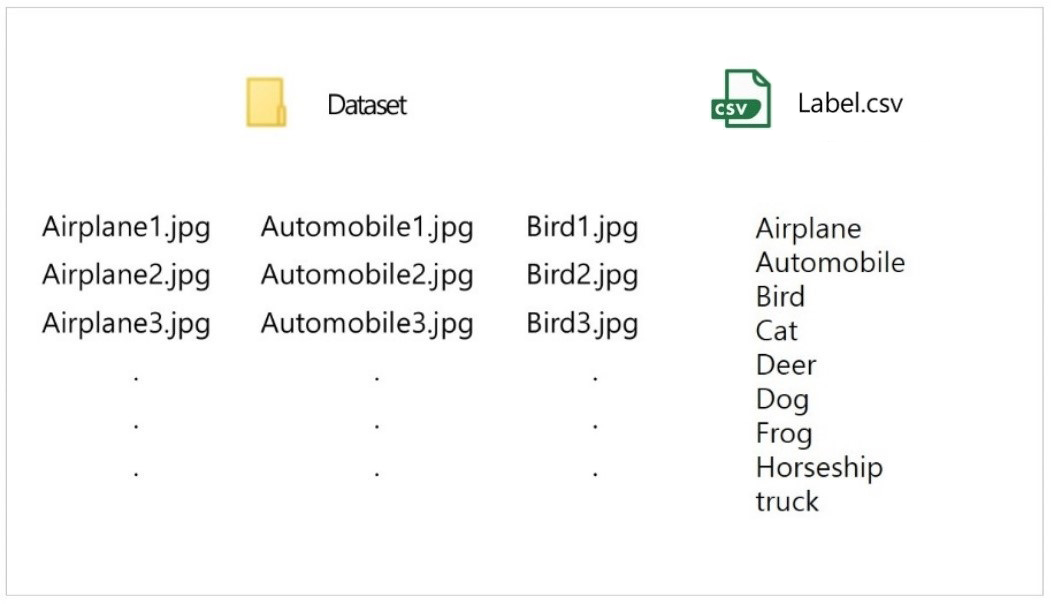 Dataset
CSV Label.csv
Airplane1.jpg Automobile1.jpg Bird1.jpg
Airplane2.jpg Automobile2.jpg Bird2.jpg
Airplane3.jpg Automobile3.jpg Bird3.jpg
. . .
. . .
. . .
Airplane
Automobile
Bird
Cat
Deer
Dog
Frog
Horseship
truck